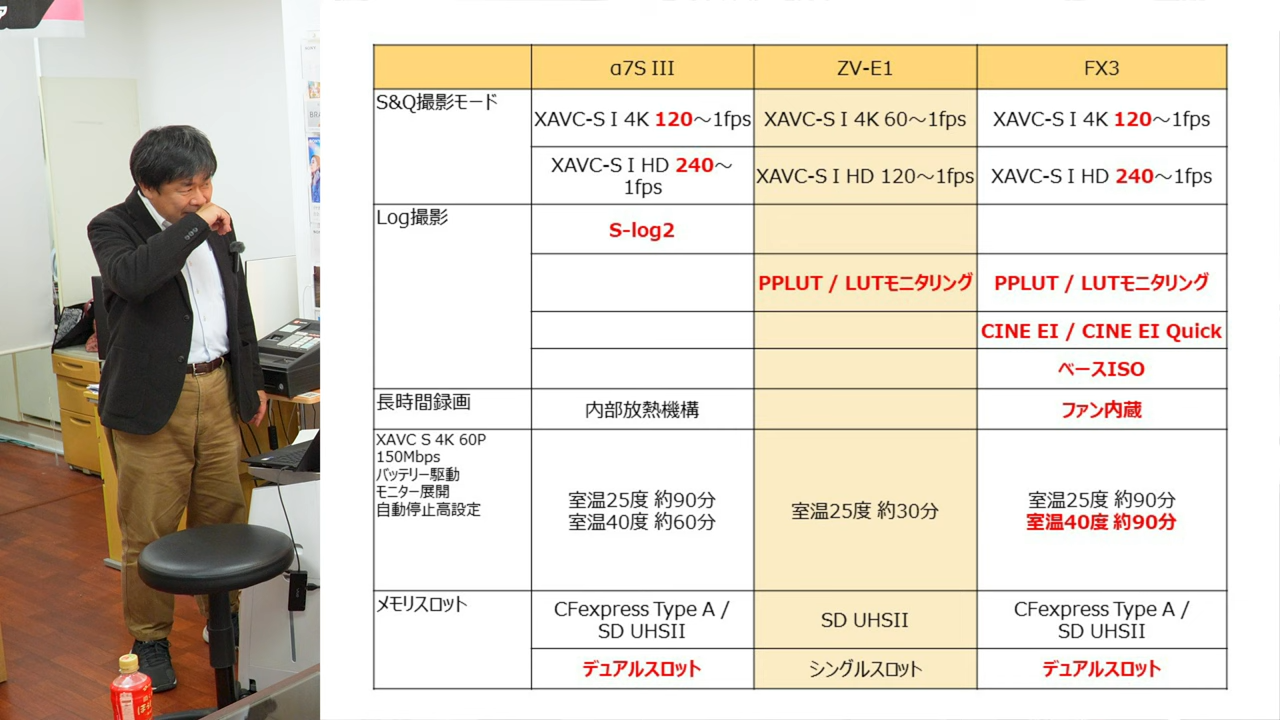 α7S III
ZV-E1
FX3
S&Q撮影モード
XAVC-S I 4K 120～1fps
XAVC-S I 4K 60～1fps
XAVC-S I 4K 120～1fps
XAVC-S I HD 240～
1fps
XAVC-S I HD 120～1fps
XAVC-S I HD 240～1fps
Log撮影
S-log2
PPLUT / LUTモニタリング
PPLUT / LUTモニタリング
CINE EI / CINE EI Quick
ベースISO
長時間録画
内部放熱機構
ファン内蔵
XAVC S 4K 60P
150Mbps
バッテリー駆動
モニター展開
自動停止高設定
室温25度 約90分
室温40度 約60分
室温25度 約30分
室温25度 約90分
室温40度 約90分
メモリスロット
CFexpress Type A /
SD UHSII
SD UHSII
CFexpress Type A /
SD UHSII
デュアルスロット
シングルスロット
デュアルスロット